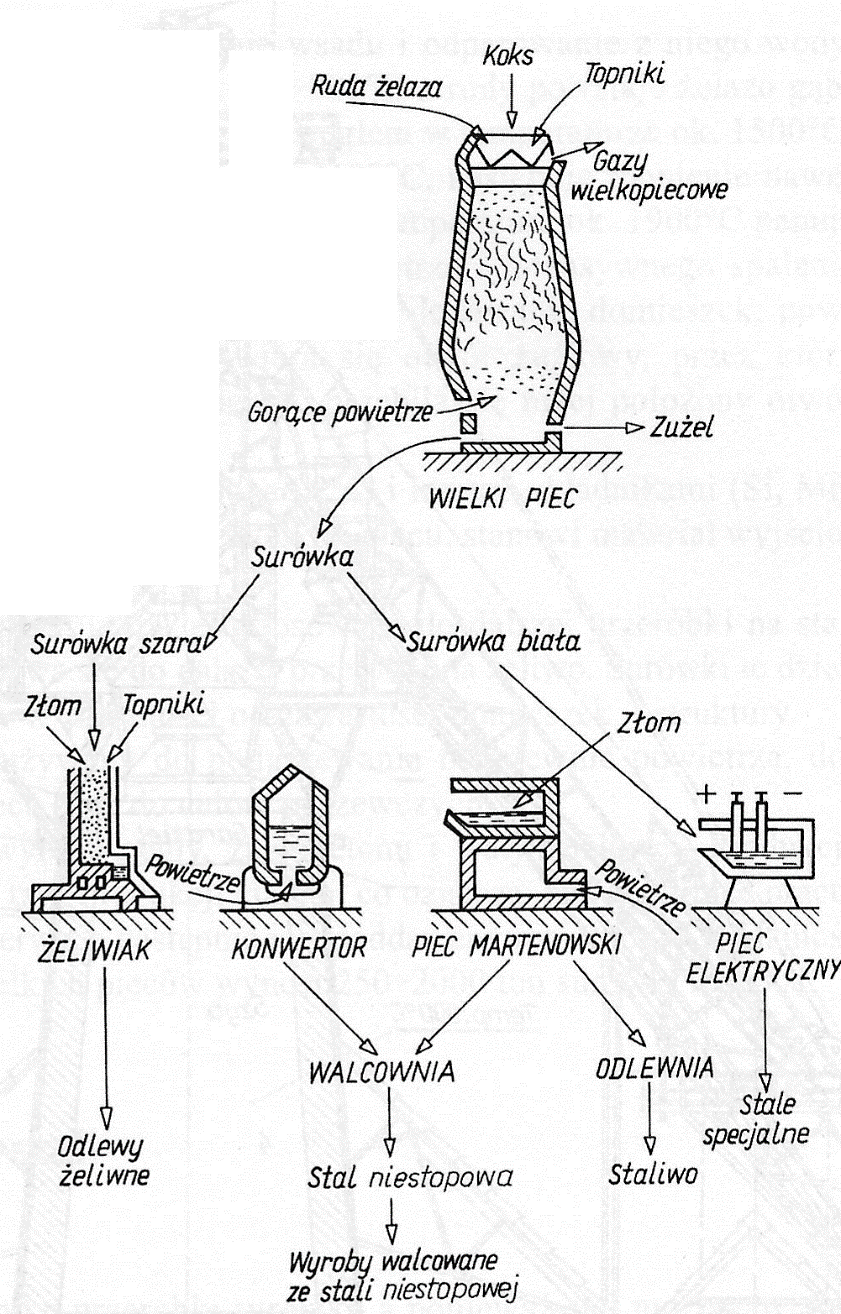 Koks
Ruda żelaza
Topniki
Gazy
wielkopiecowe
Gorące powietrze
Zużel
WIELKI PIEC
Surówka
Surówka szara
Surówka biała
Złom
Topniki
Złom
+ −
Powietrze
Powietrze
ŻELIWIAK
KONWERTOR
PIEC MARTENOWSKI
PIEC
ELEKTRYCZNY
WALCOWNIA
ODLEWNIA
Stale
specjalne
Odlewy
żeliwne
Stal niestopowa
Staliwo
Wyroby walcowane
ze stali niestopowej